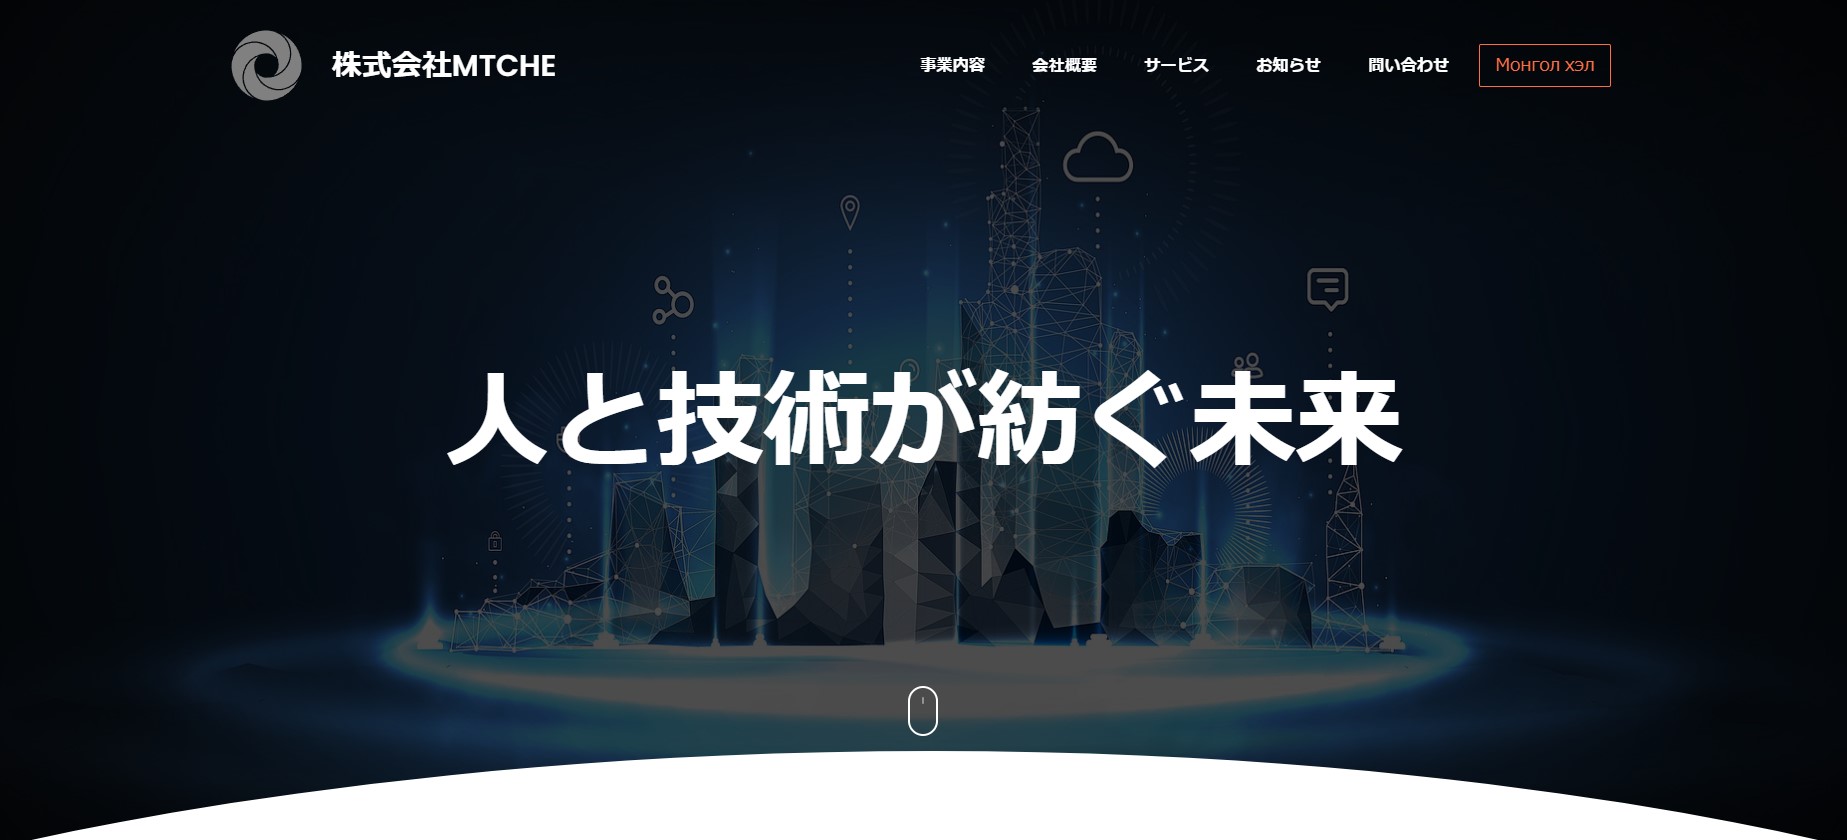 株式会社MTCHE
事業内容 会社概要 サービス お知らせ 問い合わせ Монгол хэл
人と技術が紡ぐ未来